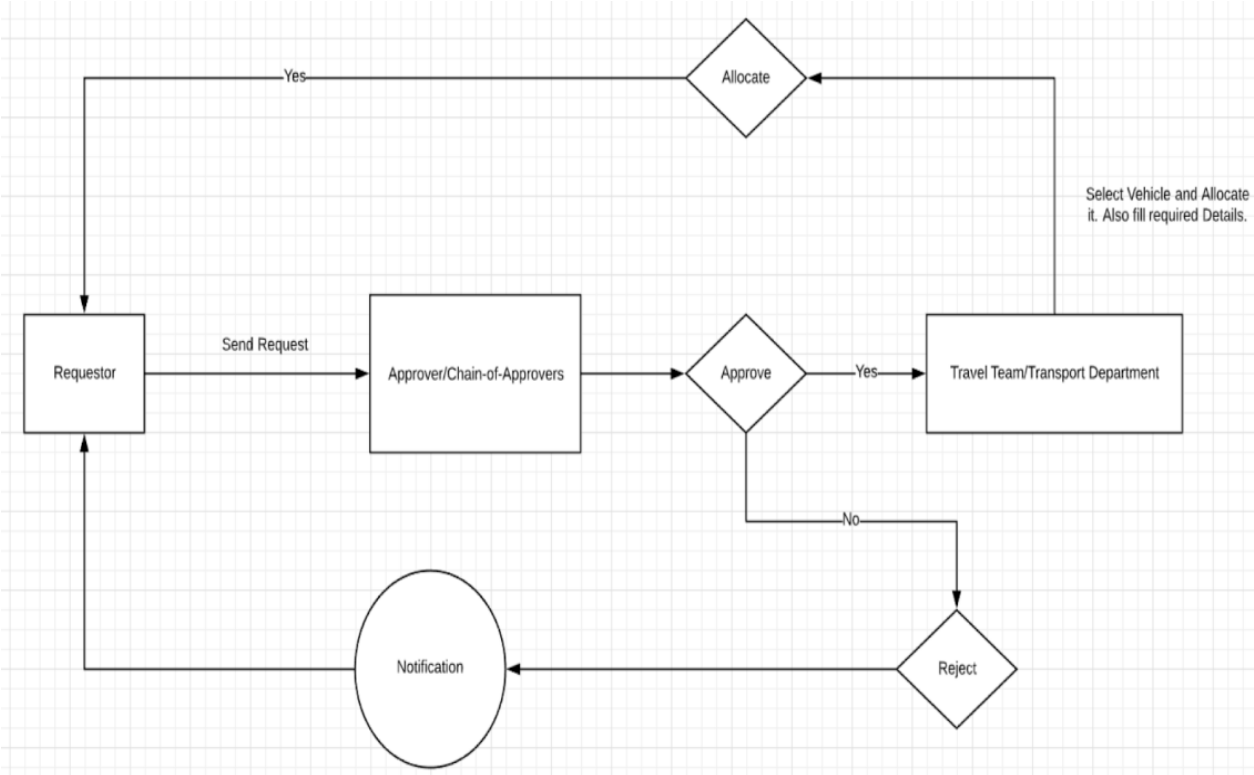 Yes
Allocate
Select Vehicle and Allocate
it. Also fill required Details.
Send Request
Requestor
Approver/Chain-of-Approvers
Approve
Yes
Travel Team/Transport Department
No
Notification
Reject